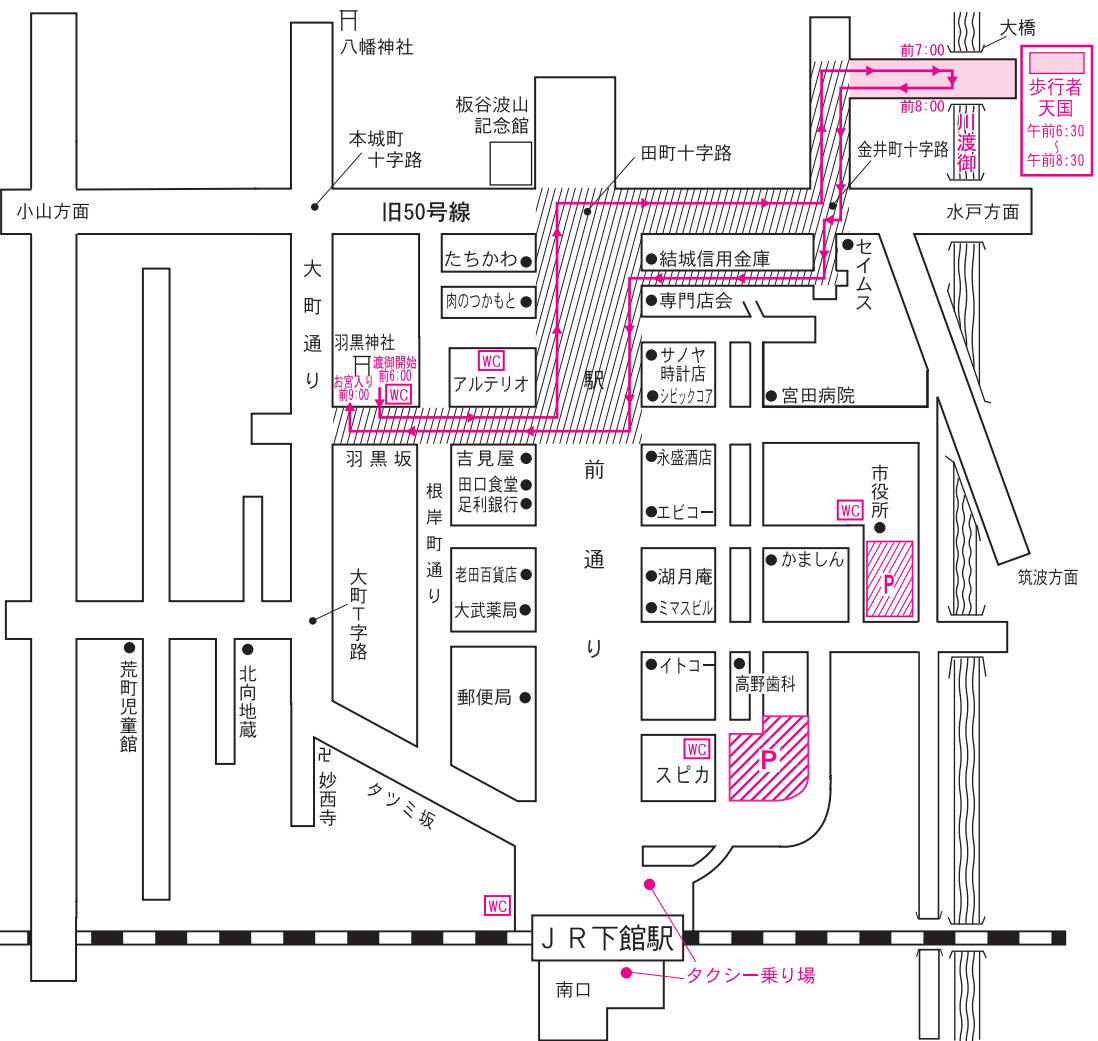 八幡神社
大橋
前7:00
前8:00
歩行者
天国
午前6:30
〜
午前8:30
川渡御
板谷波山
記念館
本城町
十字路
田町十字路
金井町十字路
小山方面
旧50号線
水戸方面
大町通り
たちかわ
結城信用金庫
セイムス
肉のつかもと
専門店会
羽黒神社
渡御開始
前6:00
お宮入り
前9:00
WC
WC
アルテリオ
サノヤ
時計店
シビックコア
宮田病院
駅前通り
羽黒坂
吉見屋
田口食堂
足利銀行
永盛酒店
エビコー
市役所
WC
P
根岸町通り
老田百貨店
大武薬局
湖月庵
ミマスビル
かましん
筑波方面
大町T字路
荒町児童館
北向地蔵
郵便局
イトコー
高野歯科
P
WC
スピカ
卍妙西寺
タツミ坂
WC
JR下館駅
タクシー乗り場
南口